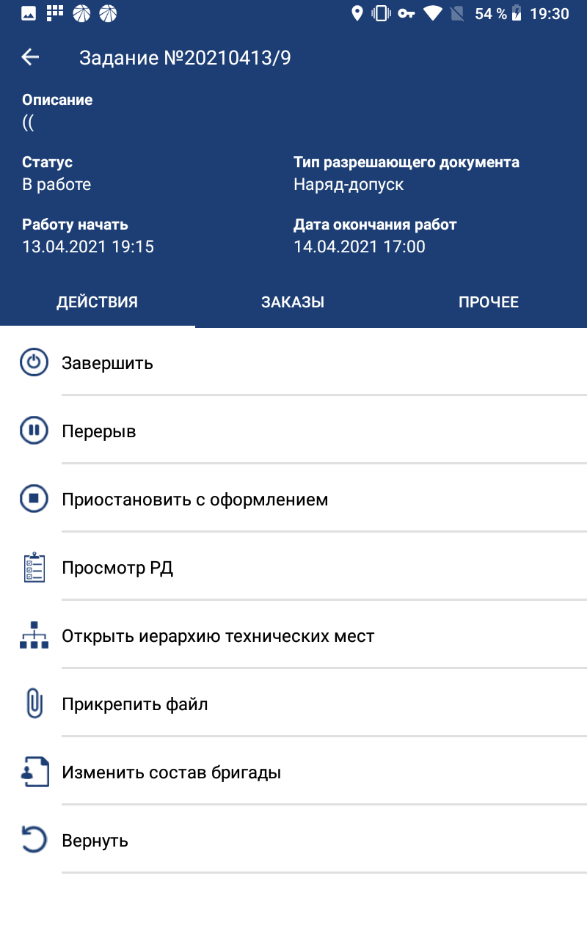 54 % 19:30
Задание №20210413/9
Описание
((
Статус
Тип разрешающего документа
В работе
Наряд-допуск
Работу начать
Дата окончания работ
13.04.2021 19:15
14.04.2021 17:00
ДЕЙСТВИЯ
ЗАКАЗЫ
ПРОЧЕЕ
Завершить
Перерыв
Приостановить с оформлением
Просмотр РД
Открыть иерархию технических мест
Прикрепить файл
Изменить состав бригады
Вернуть